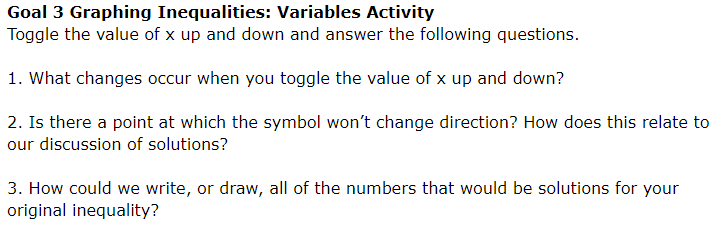 Goal 3 Graphing Inequalities: Variables Activity
Toggle the value of x up and down and answer the following questions.
1. What changes occur when you toggle the value of x up and down?
2. Is there a point at which the symbol won’t change direction? How does this relate to
our discussion of solutions?
3. How could we write, or draw, all of the numbers that would be solutions for your
original inequality?